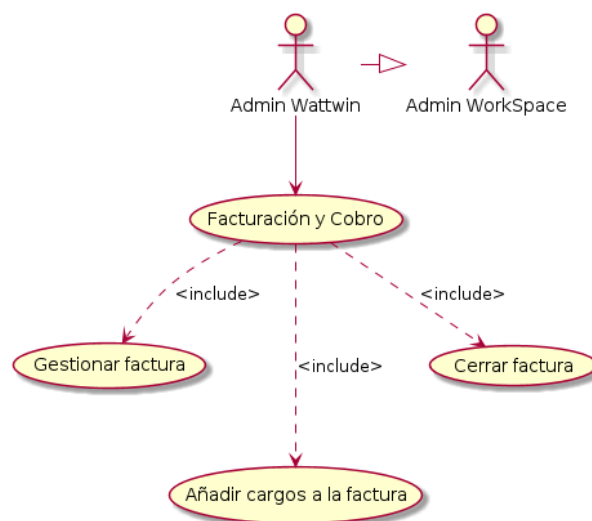 Admin Wattwin
Admin WorkSpace
Facturación y Cobro
<include>
<include>
<include>
Gestionar factura
Cerrar factura
Añadir cargos a la factura